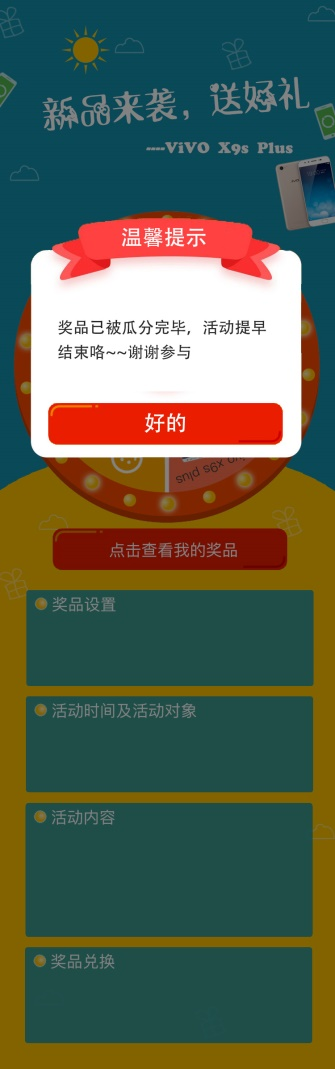 新品来袭，送好礼
----ViVO X9s Plus
温馨提示
奖品已被瓜分完毕，活动提早
结束咯~~谢谢参与
好的
vivo x9s plus
点击查看我的奖品
奖品设置
活动时间及活动对象
活动内容
奖品兑换